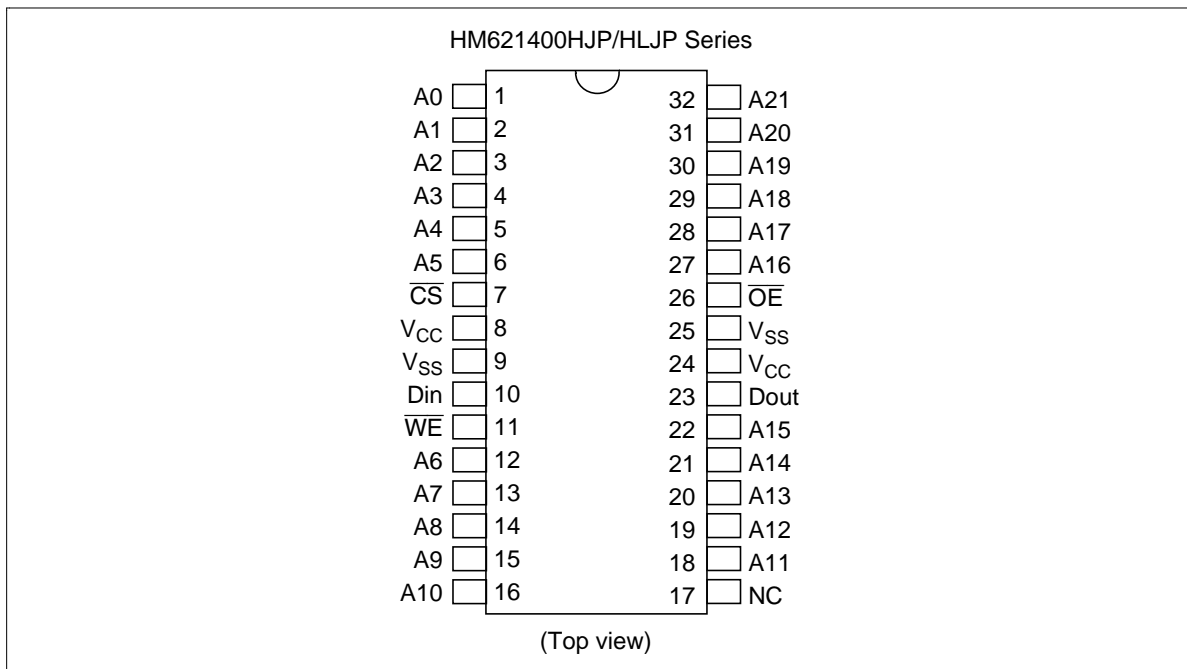 HM621400HJP/HLJP Series
A0 1 32 A21
A1 2 31 A20
A2 3 30 A19
A3 4 29 A18
A4 5 28 A17
A5 6 27 A16
C̅S̅ 7 26 O̅E̅
VCC 8 25 VSS
VSS 9 24 VCC
Din 10 23 Dout
W̅E̅ 11 22 A15
A6 12 21 A14
A7 13 20 A13
A8 14 19 A12
A9 15 18 A11
A10 16 17 NC
(Top view)